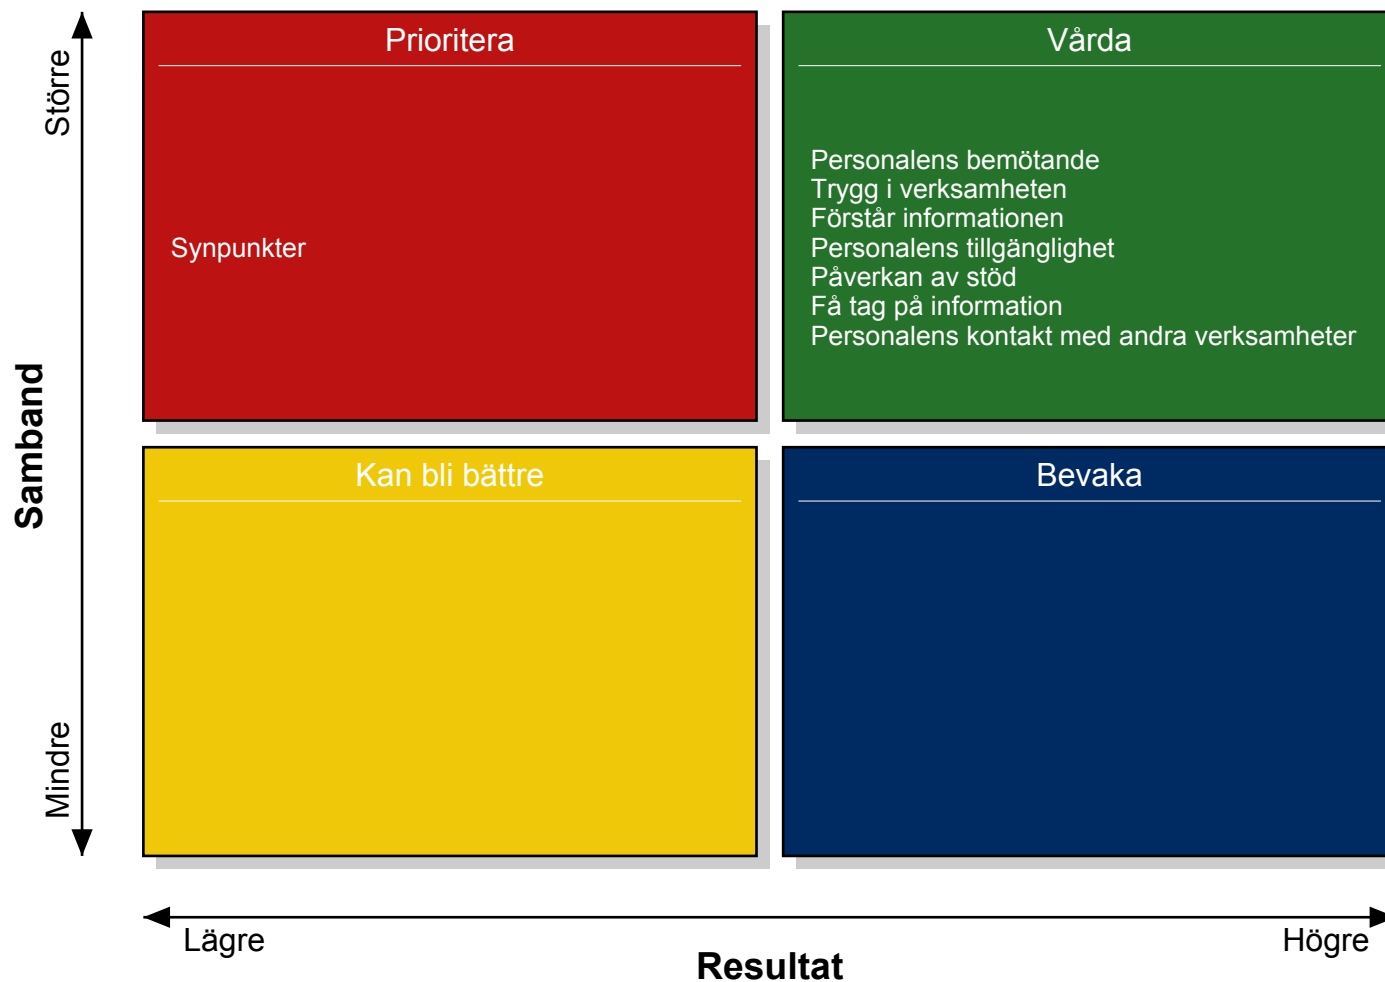 Större
Mindre
Samband
Prioritera
Synpunkter
Vårda
Personalens bemötande
Trygg i verksamheten
Förstår informationen
Personalens tillgänglighet
Påverkan av stöd
Få tag på information
Personalens kontakt med andra verksamheter
Kan bli bättre
Bevaka
Lägre
Högre
Resultat